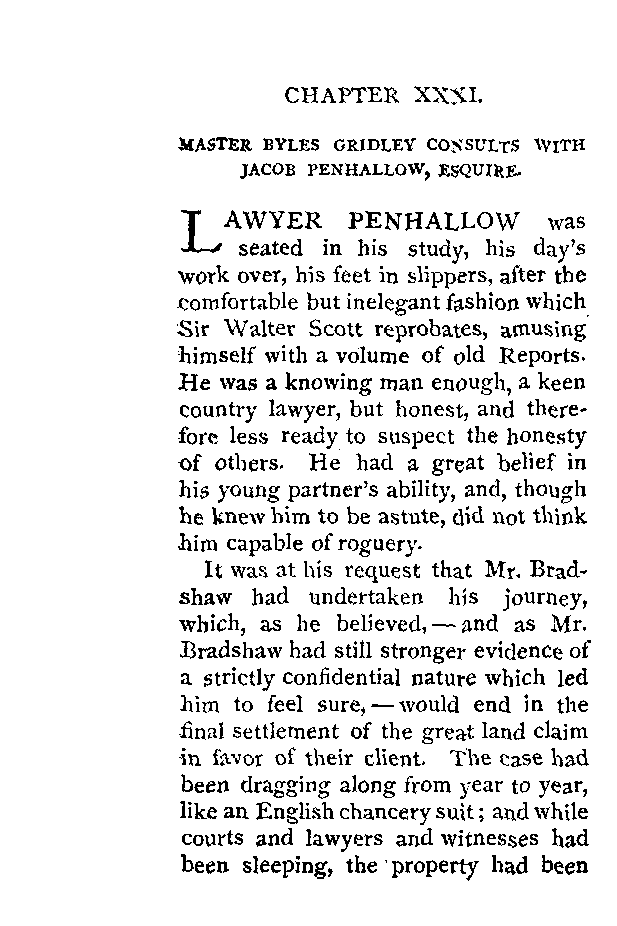 CHAPTER XXXI.
MASTER BYLES GRIDLEY CONSULTS WITH
JACOB PENHALLOW, ESQUIRE.
LAWYER PENHALLOW was
seated in his study, his day's
work over, his feet in slippers, after the
comfortable but inelegant fashion which
Sir Walter Scott reprobates, amusing
himself with a volume of old Reports.
He was a knowing man enough, a keen
country lawyer, but honest, and there-
fore less ready to suspect the honesty
of others. He had a great belief in
his young partner's ability, and, though
he knew him to be astute, did not think
him capable of roguery.
It was at his request that Mr. Brad-
shaw had undertaken his journey,
which, as he believed, — and as Mr.
Bradshaw had still stronger evidence of
a strictly confidential nature which led
him to feel sure, — would end in the
final settlement of the great land claim
in favor of their client. The case had
been dragging along from year to year,
like an English chancery suit; and while
courts and lawyers and witnesses had
been sleeping, the property had been